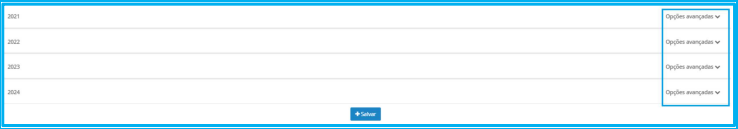 2021 Opções avançadas
2022 Opções avançadas
2023 Opções avançadas
2024 Opções avançadas
Salvar